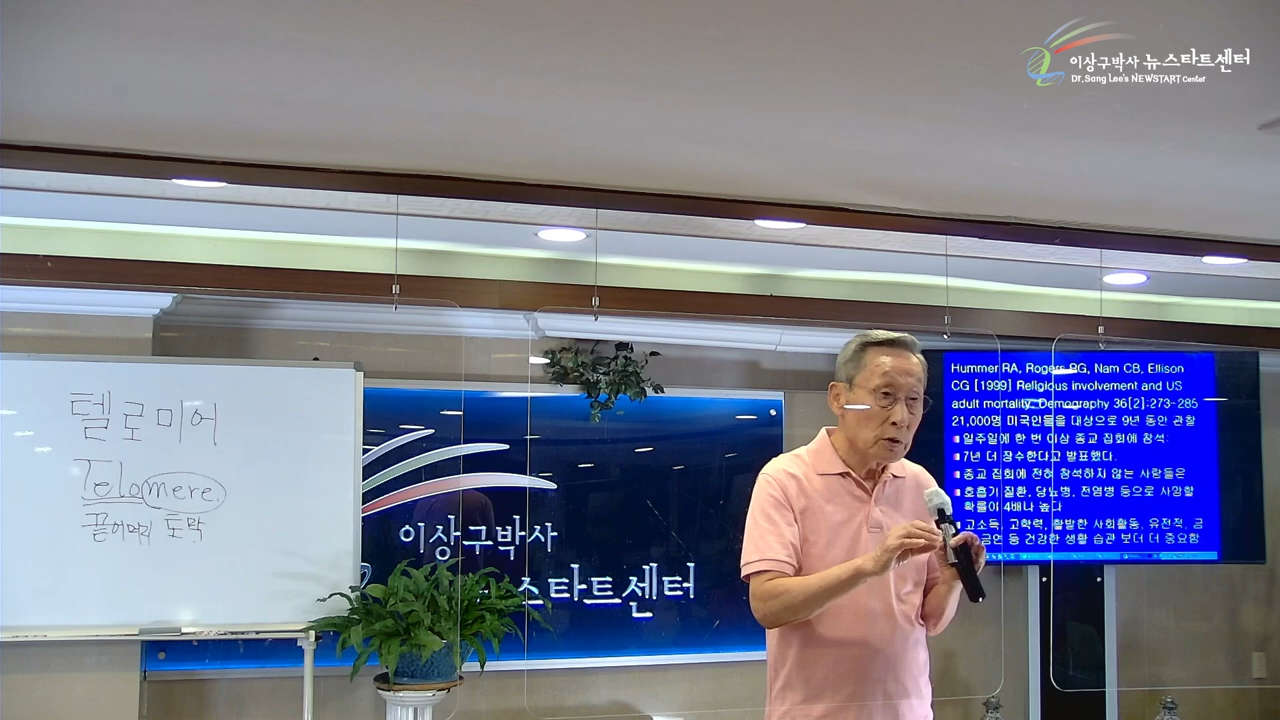 이상구박사 뉴스타트센터
Dr. Sang Lee's NEWSTART Center
텔로미어
Telomere.
끝어머리 토막
이상구박사
스타트센터
Hummer RA, Rogers RG, Nam CB, Ellison
CG [1999] Religious involvement and US
adult mortality. Demography 36[2]:273-285
21,000명 미국인들을 대상으로 9년 동안 관찰
일주일에 한 번 이상 종교 집회에 참석:
7년 더 장수한다고 발표했다.
종교 집회에 전혀 참석하지 않는 사람들은
호흡기 질환, 당뇨병, 전염병 등으로 사망할
확률이 4배나 높다
고소득, 고학력, 활발한 사회활동, 유전적, 금
금연 등 건강한 생활 습관 보더 더 중요함